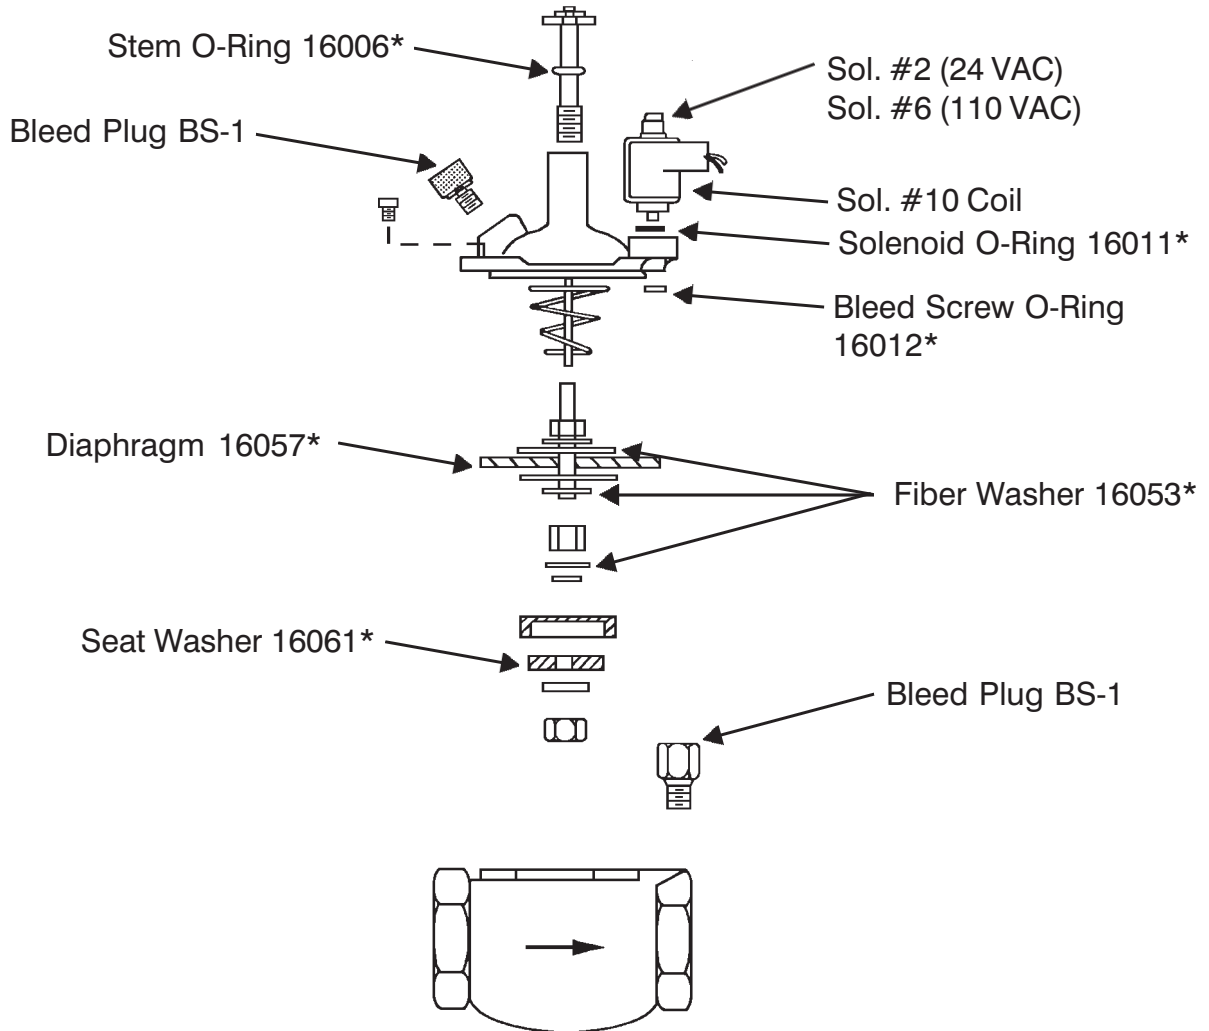 Stem O-Ring 16006*
Sol. #2 (24 VAC)
Sol. #6 (110 VAC)
Bleed Plug BS-1
Sol. #10 Coil
Solenoid O-Ring 16011*
Bleed Screw O-Ring
16012*
Diaphragm 16057*
Fiber Washer 16053*
Seat Washer 16061*
Bleed Plug BS-1